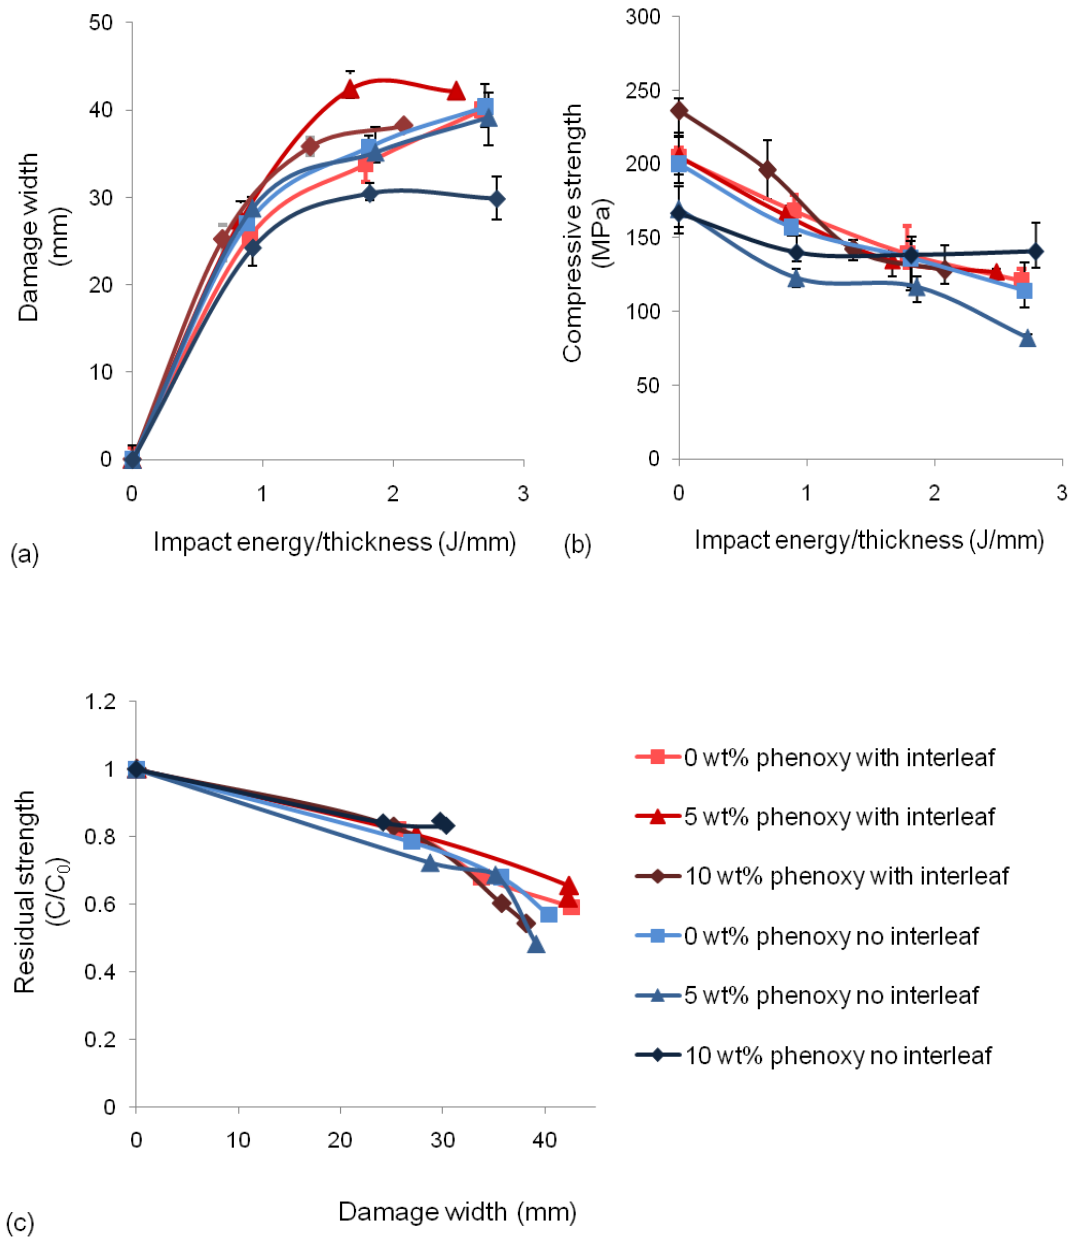 50
40
30
20
10
0
0
1
2
3
Damage width
(mm)
Impact energy/thickness (J/mm)
(a)
300
250
200
150
100
50
0
0
1
2
3
Compressive strength
(MPa)
Impact energy/thickness (J/mm)
(b)
1.2
1
0.8
0.6
0.4
0.2
0
0
10
20
30
40
Residual strength
(C/C₀)
Damage width (mm)
(c)
0 wt% phenoxy with interleaf
5 wt% phenoxy with interleaf
10 wt% phenoxy with interleaf
0 wt% phenoxy no interleaf
5 wt% phenoxy no interleaf
10 wt% phenoxy no interleaf